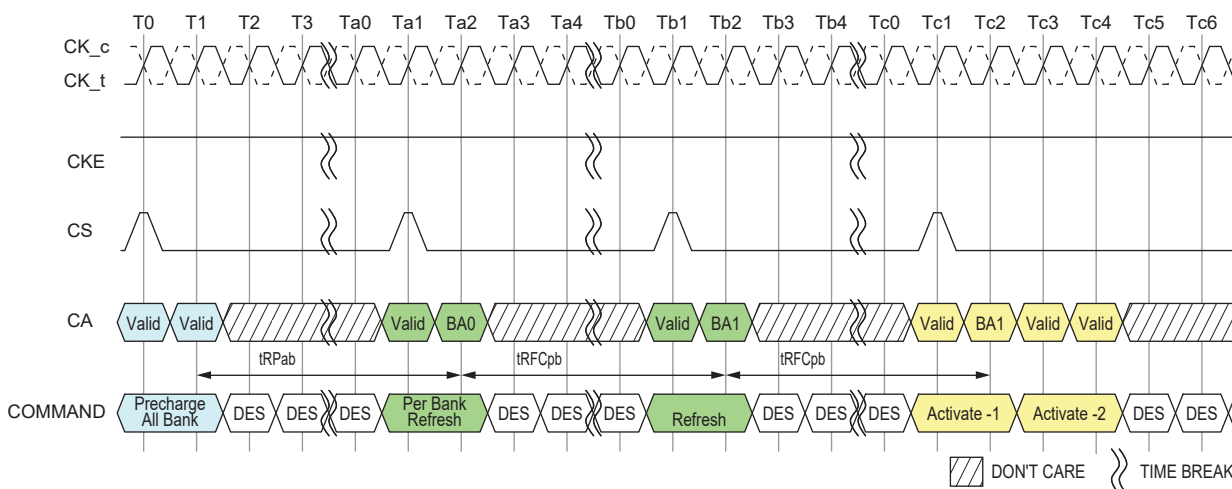 T0 T1 T2 T3 Ta0 Ta1 Ta2 Ta3 Ta4 Tb0 Tb1 Tb2 Tb3 Tb4 Tc0 Tc1 Tc2 Tc3 Tc4 Tc5 Tc6
CK_c
CK_t
CKE
CS
CA Valid Valid Valid BA0 Valid BA1 Valid BA1 Valid Valid
tRPab tRFCpb tRFCpb
COMMAND Precharge All Bank DES DES DES Per Bank Refresh DES DES DES Refresh DES DES DES Activate -1 Activate -2 DES DES
DON'T CARE TIME BREAK